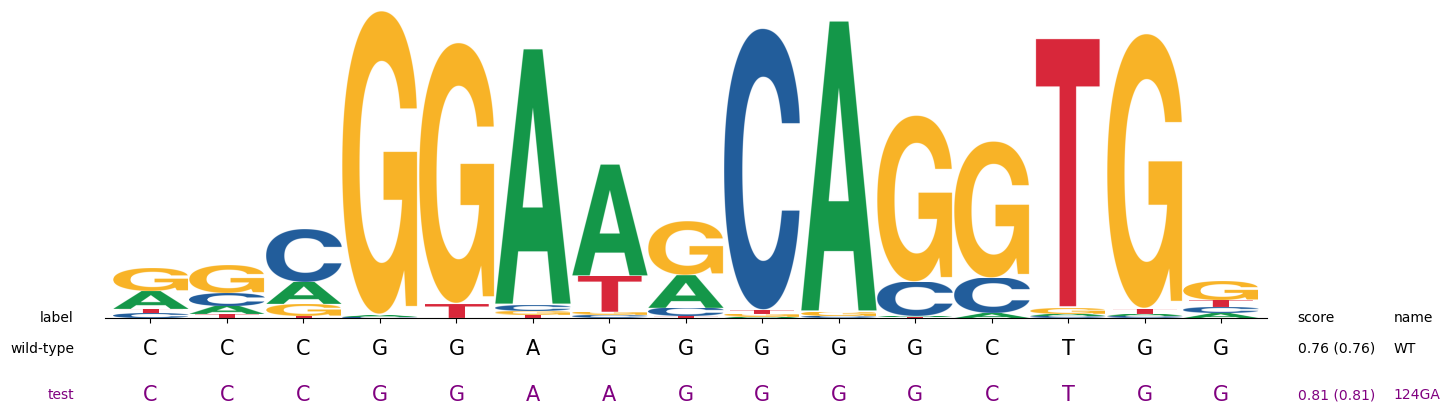 G G C G G A A G C A G G T G G
label score name
wild-type C C C G G A G G G G G C T G G 0.76 (0.76) WT
test C C C G G A A G G G G C T G G 0.81 (0.81) 124GA